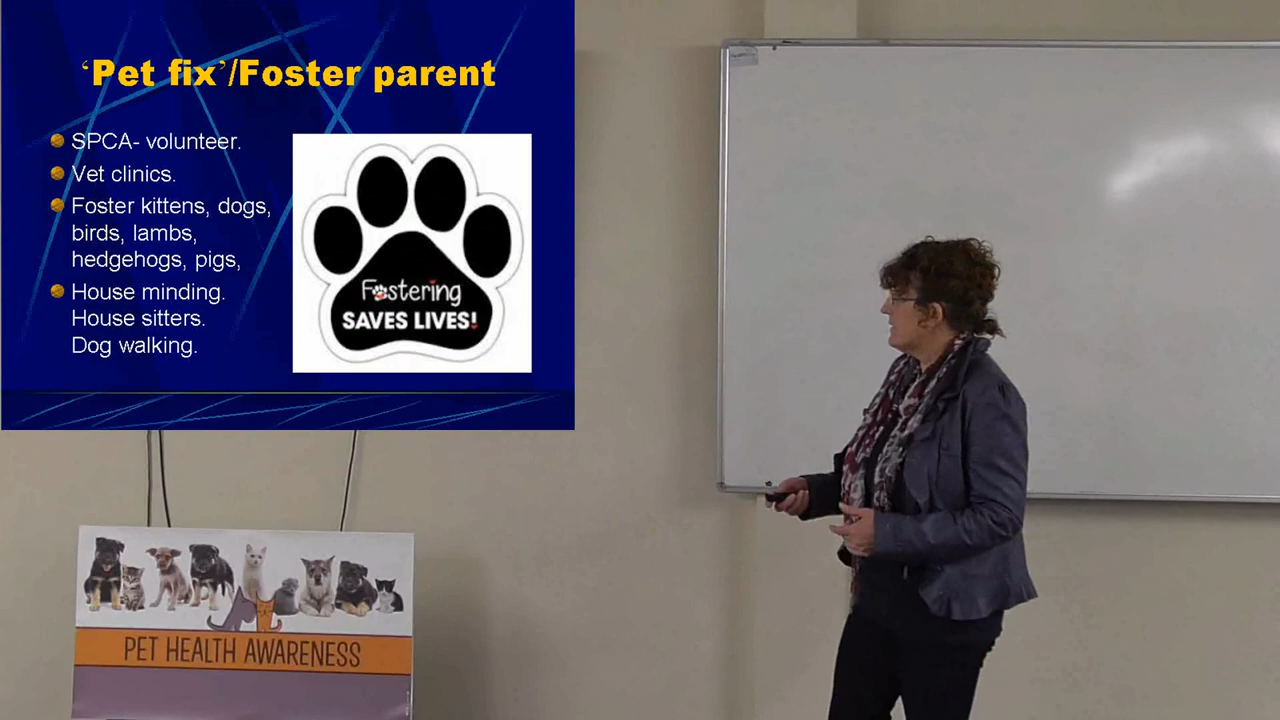 ‘Pet fix’/Foster parent
SPCA- volunteer.
Vet clinics.
Foster kittens, dogs,
birds, lambs,
hedgehogs, pigs,
House minding.
House sitters.
Dog walking.
Fostering
SAVES LIVES!
PET HEALTH AWARENESS